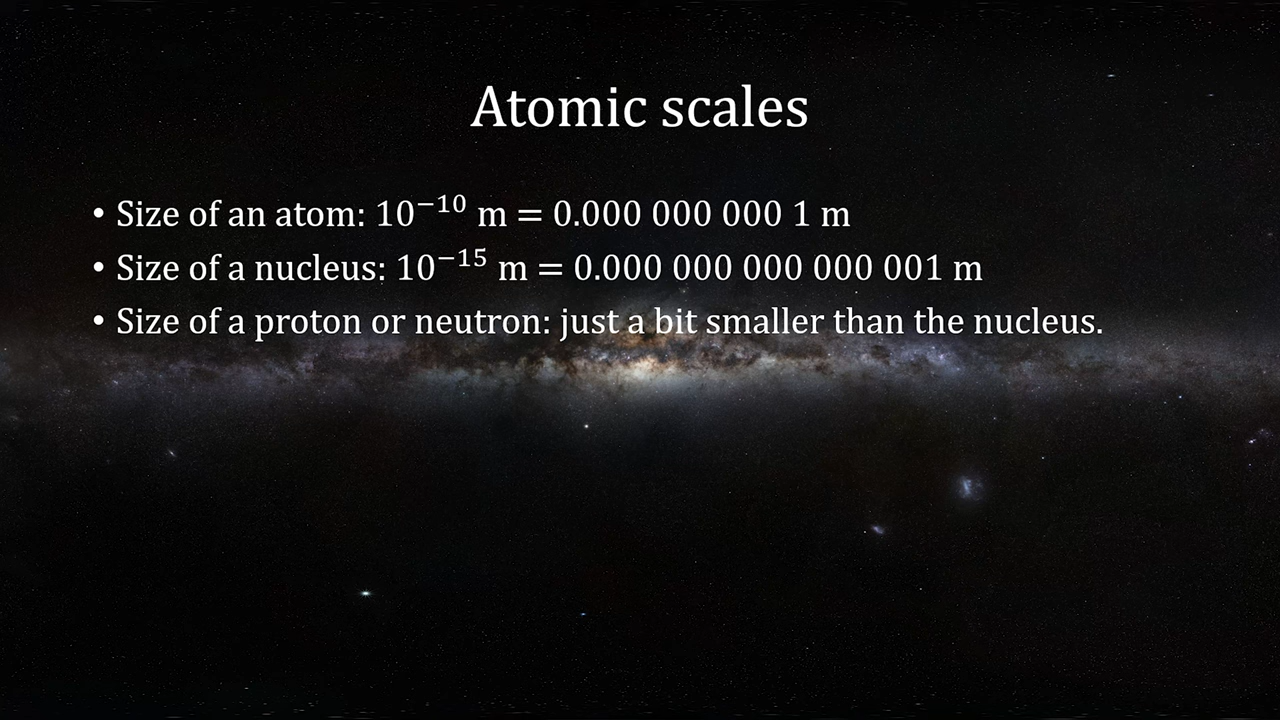 Atomic scales
• Size of an atom: 10⁻¹⁰ m = 0.000 000 000 1 m
• Size of a nucleus: 10⁻¹⁵ m = 0.000 000 000 000 001 m
• Size of a proton or neutron: just a bit smaller than the nucleus.